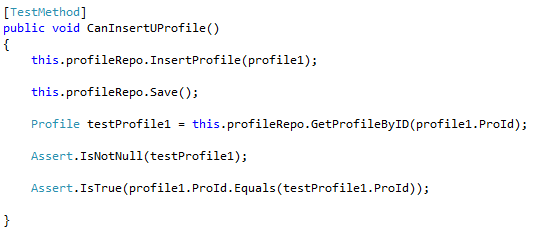 [TestMethod]
public void CanInsertUProfile()
{
this.profileRepo.InsertProfile(profile1);
this.profileRepo.Save();
Profile testProfile1 = this.profileRepo.GetProfileByID(profile1.ProId);
Assert.IsNotNull(testProfile1);
Assert.IsTrue(profile1.ProId.Equals(testProfile1.ProId));
}